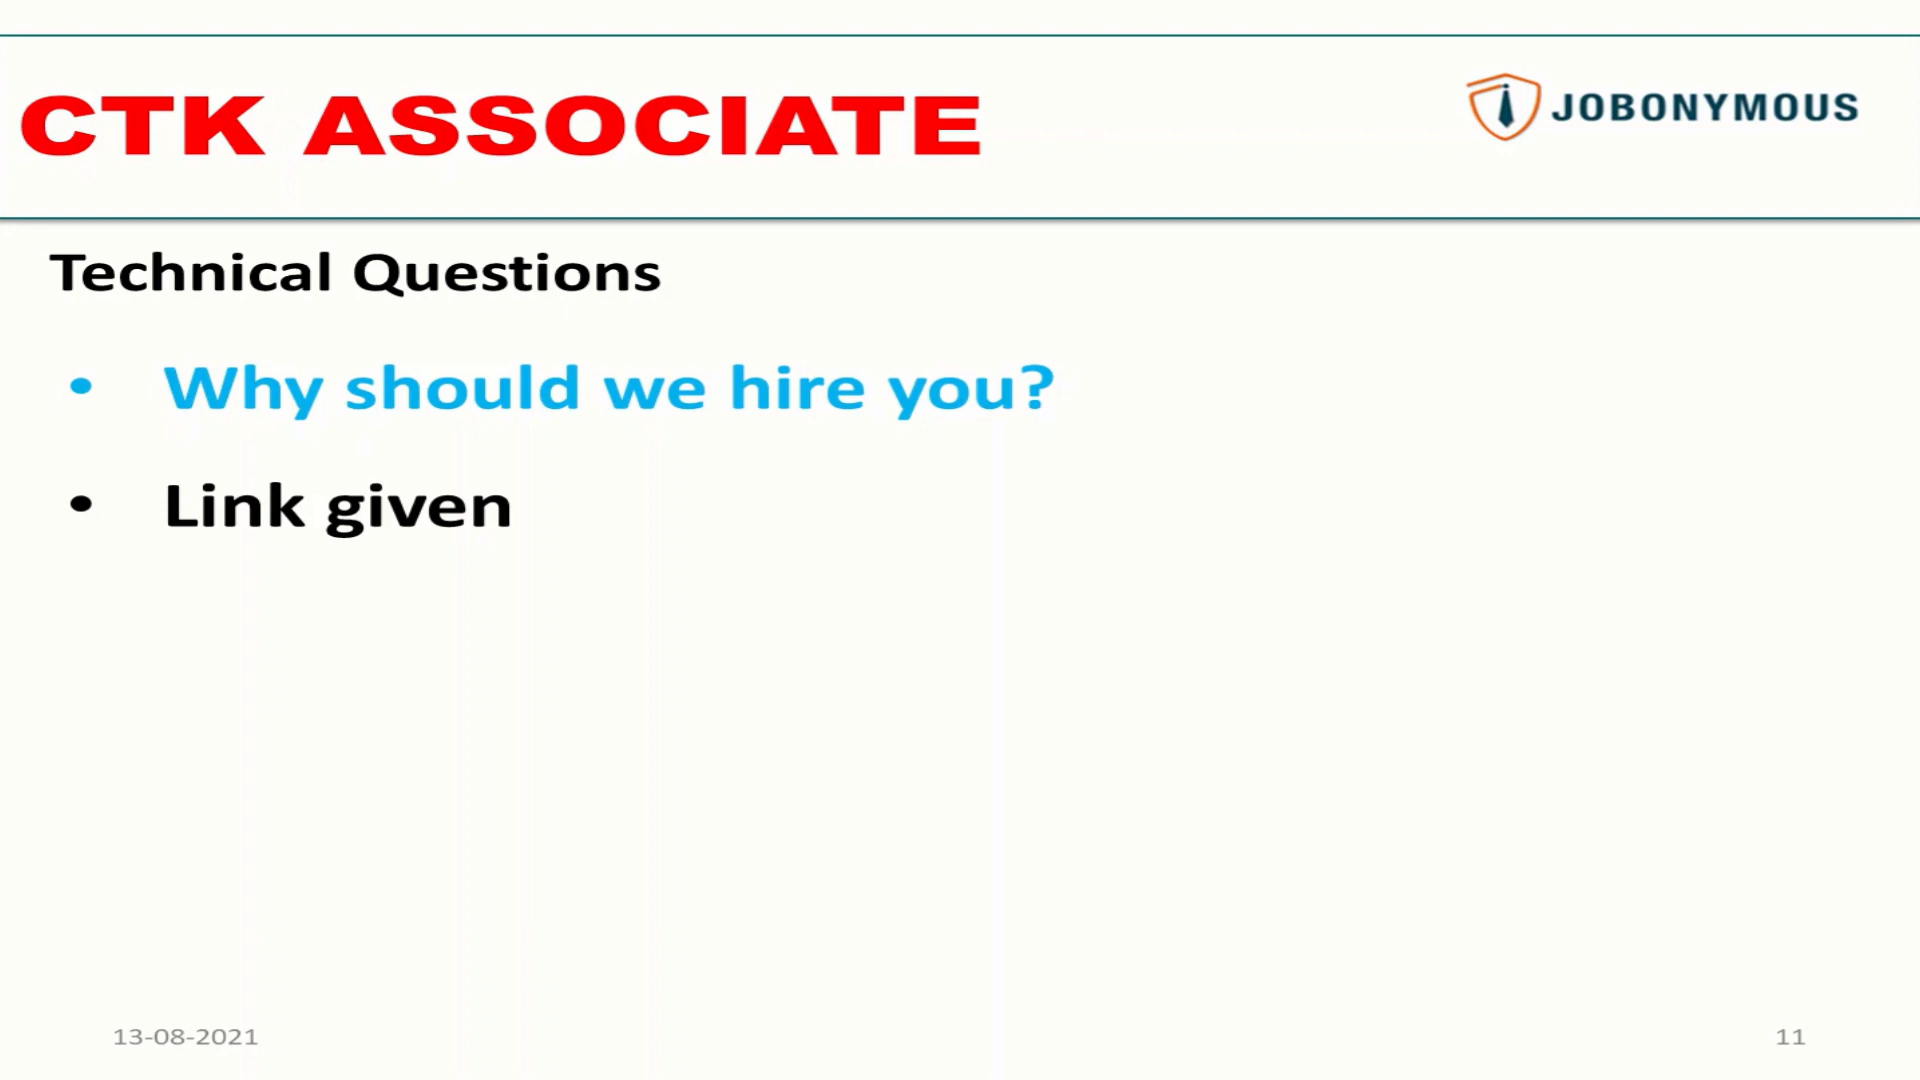 CTK ASSOCIATE
JOBONYMOUS
Technical Questions
• Why should we hire you?
• Link given
13-08-2021
11